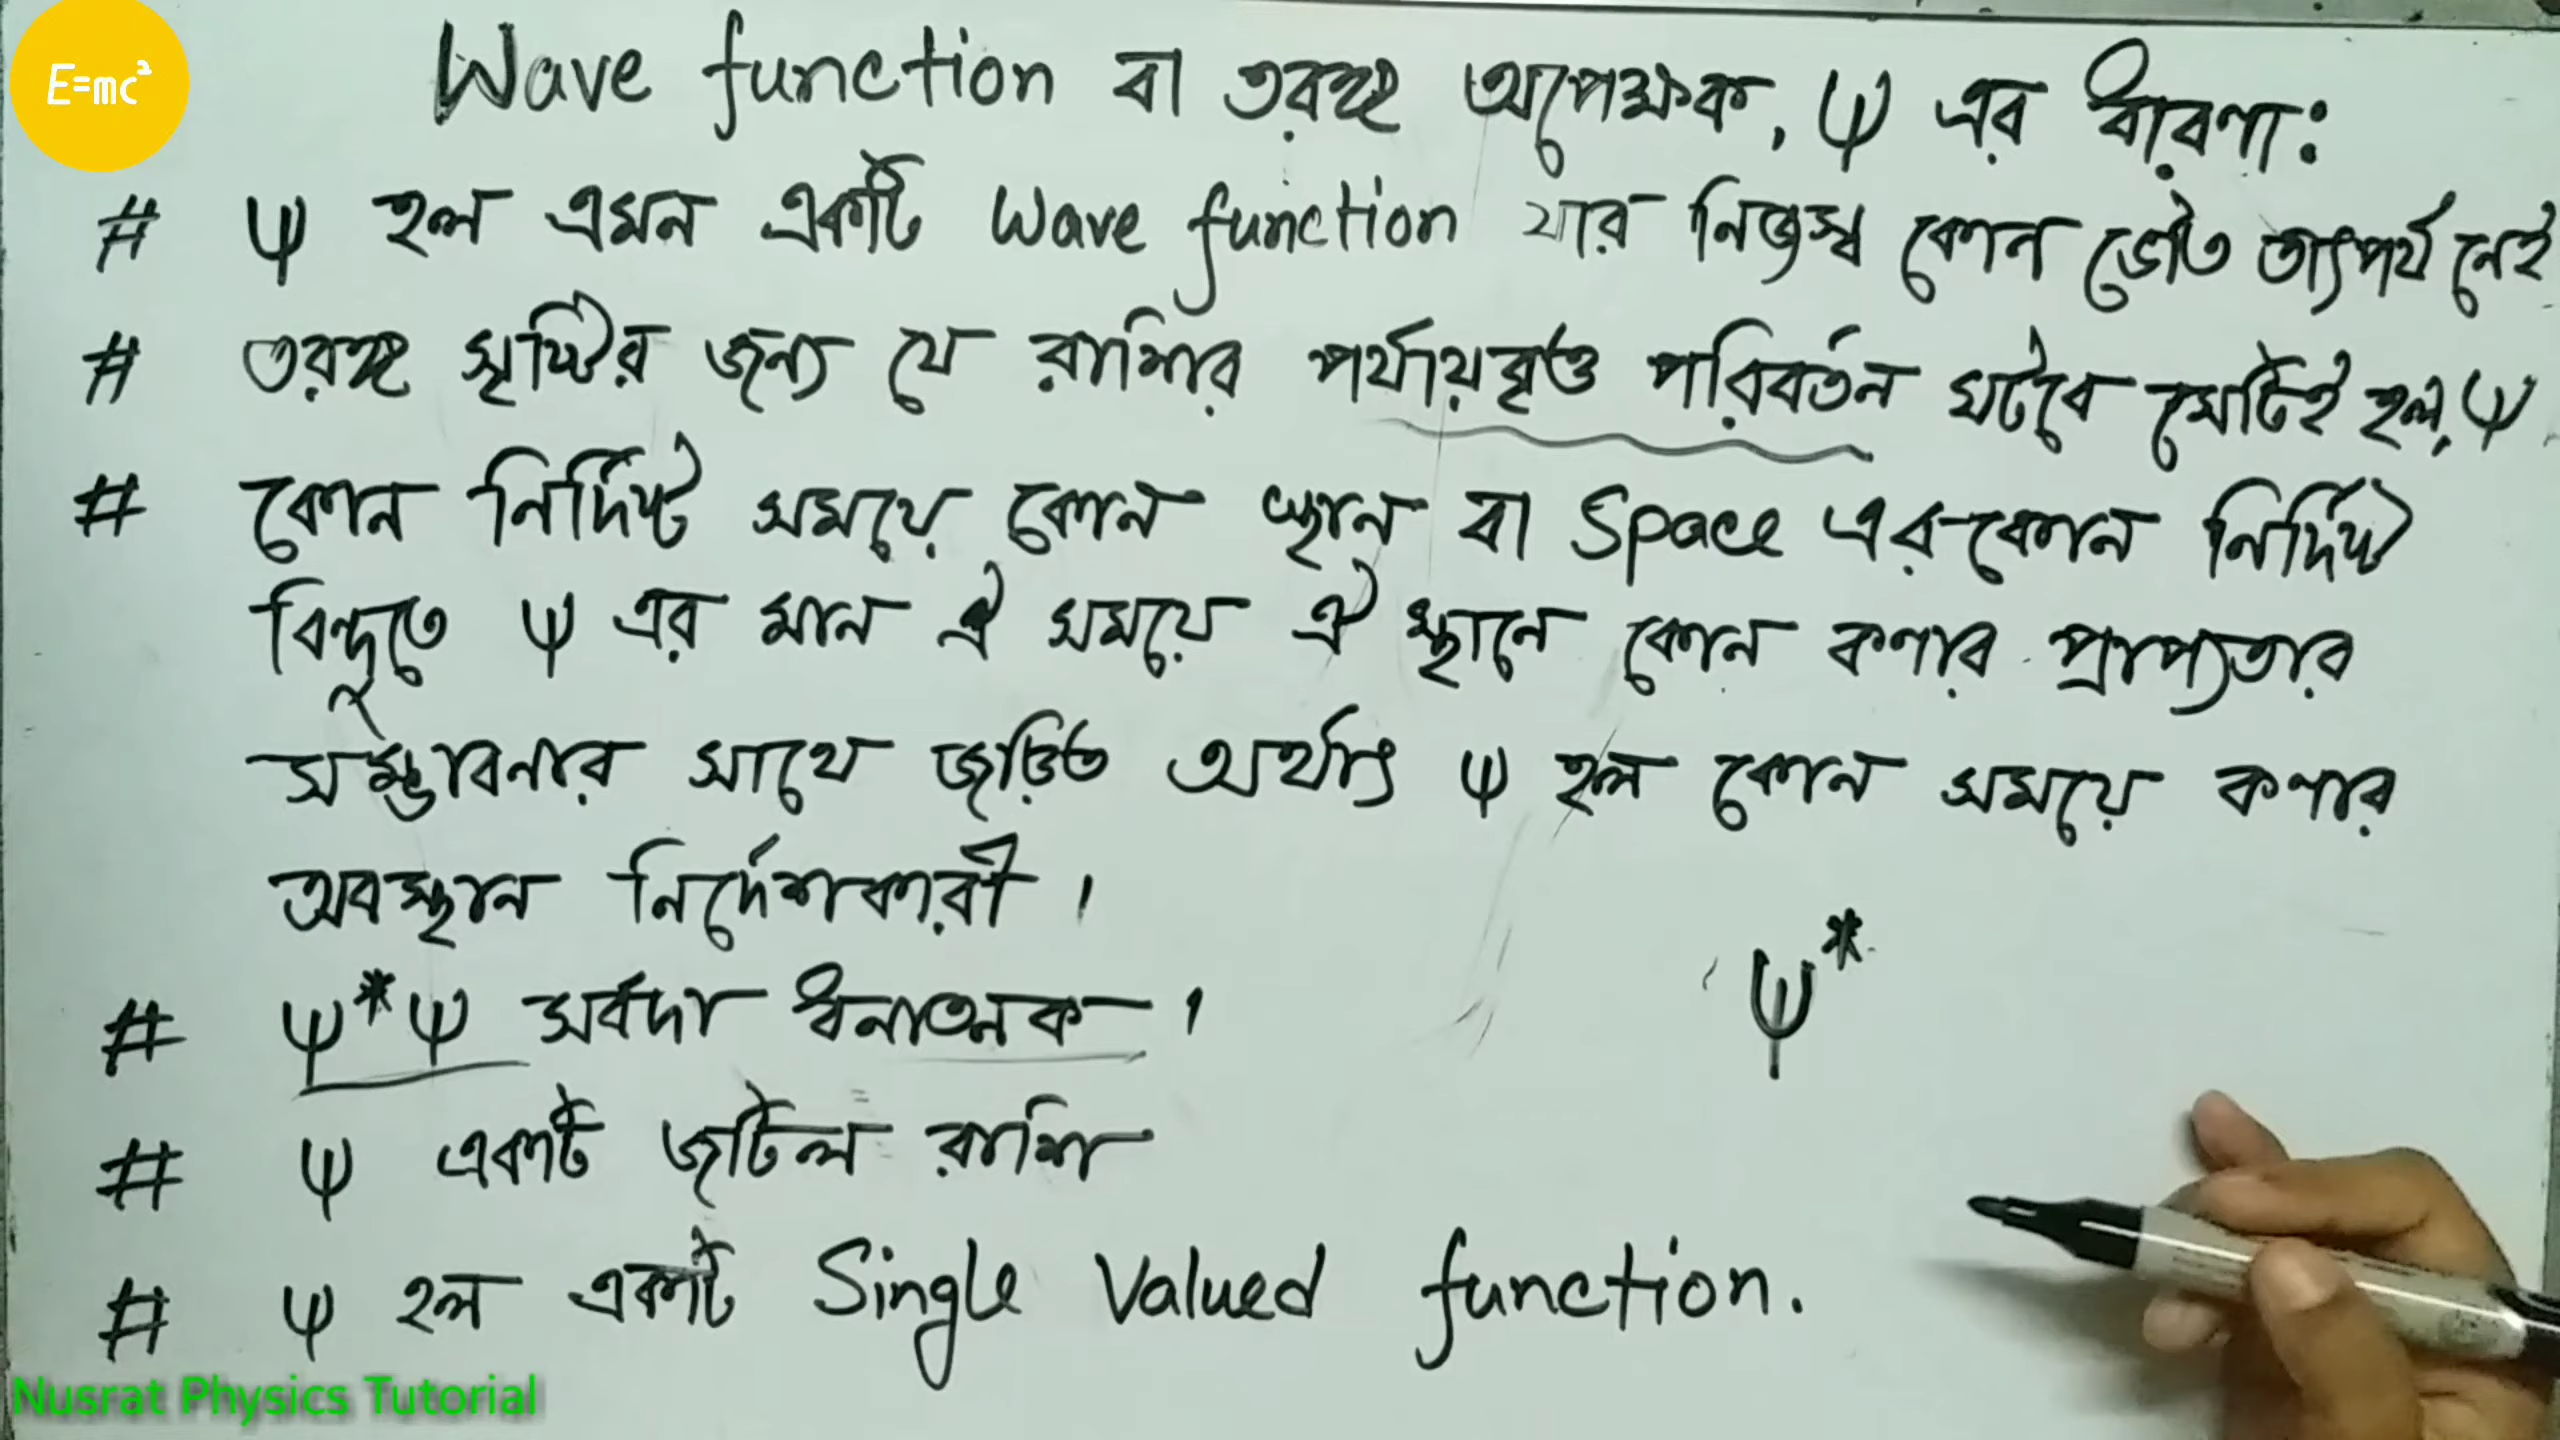 E=mc²
Wave function বা তরঙ্গ অপেক্ষক, ψ এর ধারণা:
# ψ হল এমন একটি Wave function যার নিজস্ব কোন ভৌত তাৎপর্য নেই
# তরঙ্গ সৃষ্টির জন্য যে রাশির পর্যায়বৃত্ত পরিবর্তন ঘটবে সেটিই হল, ψ
# কোন নির্দিষ্ট সময়ে কোন স্থান বা Space এর কোন নির্দিষ্ট
বিন্দুতে ψ এর মান ঐ সময়ে ঐ স্থানে কোন কণার প্রাপ্যতার
সম্ভাবনার সাথে জড়িত অর্থাৎ ψ হল কোন সময়ে কণার
অবস্থান নির্দেশকারী।
ψ*
# ψ*ψ সর্বদা ধনাত্নক।
# ψ একটি জটিল রাশি
# ψ হল একটি Single Valued function.
Nusrat Physics Tutorial